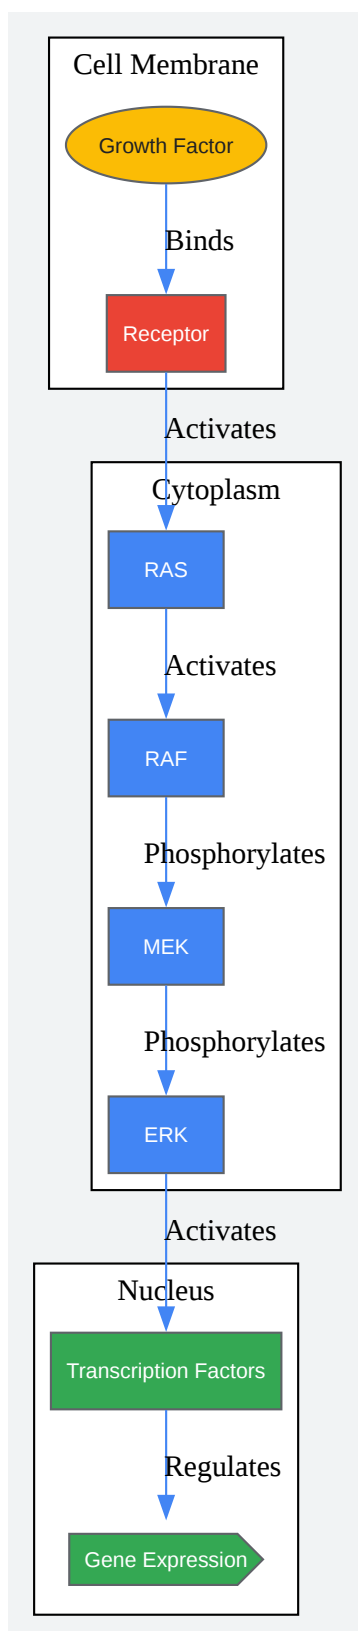 Cell Membrane
Growth Factor
Binds
Receptor
Activates
Cytoplasm
RAS
Activates
RAF
Phosphorylates
MEK
Phosphorylates
ERK
Activates
Nucleus
Transcription Factors
Regulates
Gene Expression